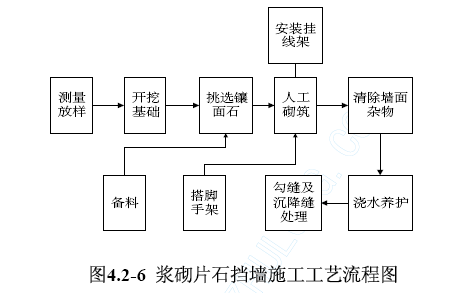 安装挂
线架
测量
放样
开挖
基础
挑选镶
面石
人工
砌筑
清除墙面
杂物
备料
搭脚
手架
勾缝及
沉降缝
处理
浇水养护
图4.2-6 浆砌片石挡墙施工工艺流程图